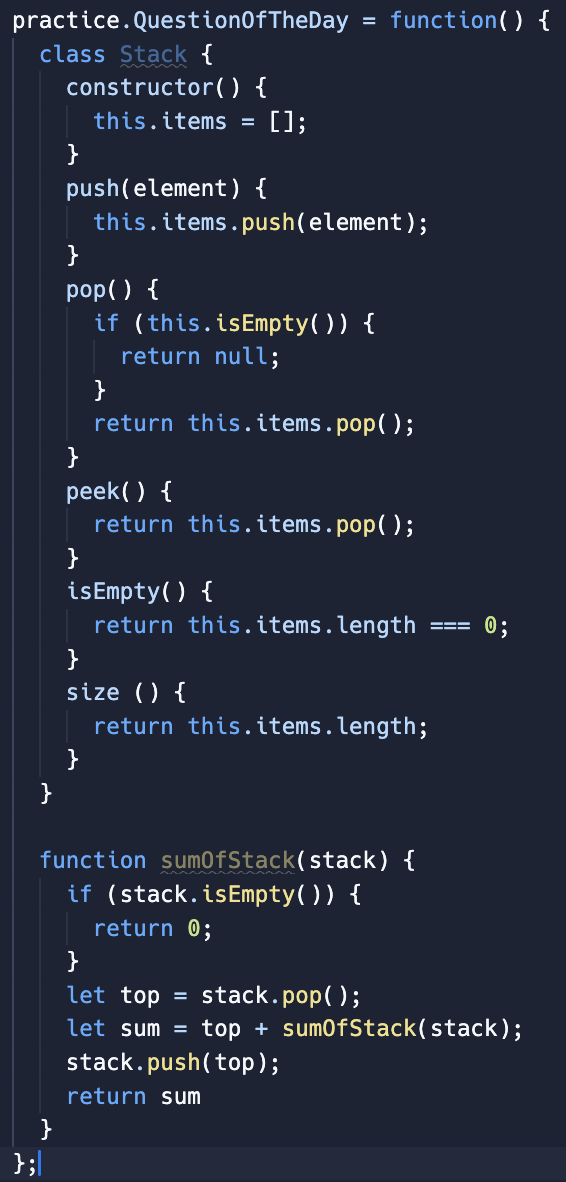 practice.QuestionOfTheDay = function() {
  class Stack {
    constructor() {
      this.items = [];
    }
    push(element) {
      this.items.push(element);
    }
    pop() {
      if (this.isEmpty()) {
        return null;
      }
      return this.items.pop();
    }
    peek() {
      return this.items.pop();
    }
    isEmpty() {
      return this.items.length === 0;
    }
    size () {
      return this.items.length;
    }
  }

  function sumOfStack(stack) {
    if (stack.isEmpty()) {
      return 0;
    }
    let top = stack.pop();
    let sum = top + sumOfStack(stack);
    stack.push(top);
    return sum
  }
};